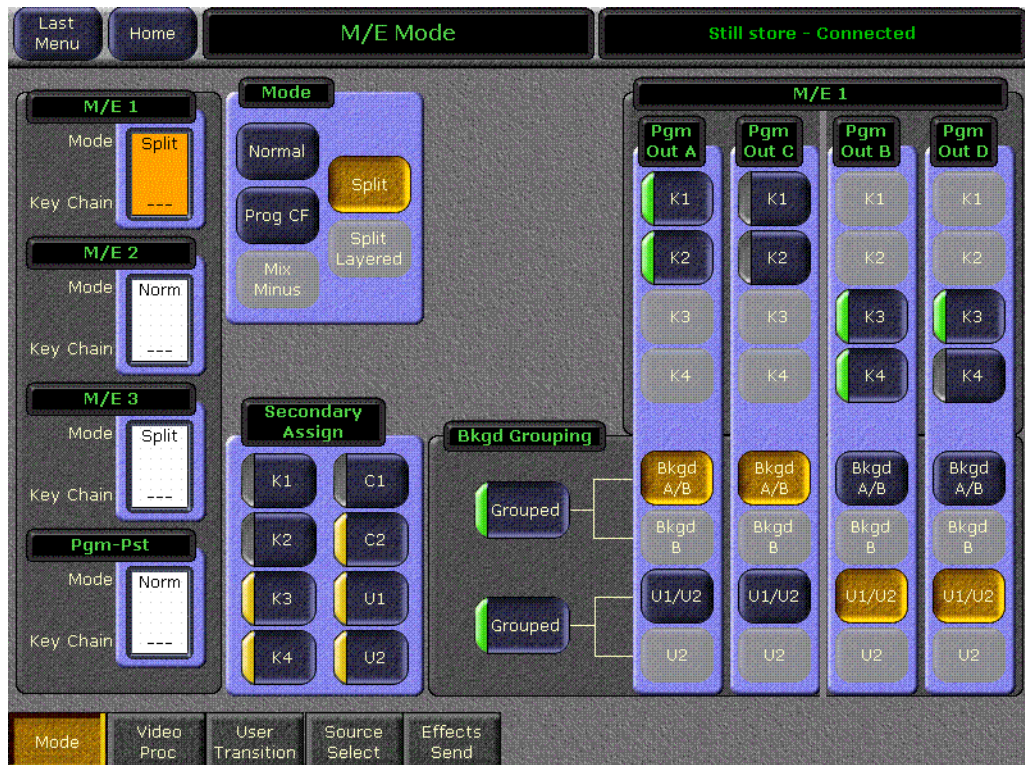 Last
Menu
Home
M/E Mode
Still store - Connected
M/E 1
Mode
Split
Key Chain
---
M/E 2
Mode
Norm
Key Chain
---
M/E 3
Mode
Split
Key Chain
---
Pgm-Pst
Mode
Norm
Key Chain
---
Mode
Normal
Split
Prog CF
Split
Layered
Mix
Minus
Secondary
Assign
K1
C1
K2
C2
K3
U1
K4
U2
Bkgd Grouping
Grouped
Grouped
M/E 1
Pgm
Out A
Pgm
Out C
Pgm
Out B
Pgm
Out D
K1
K1
K1
K1
K2
K2
K2
K2
K3
K3
K3
K3
K4
K4
K4
K4
Bkgd
A/B
Bkgd
A/B
Bkgd
A/B
Bkgd
A/B
Bkgd
B
Bkgd
B
Bkgd
B
Bkgd
B
U1/U2
U1/U2
U1/U2
U1/U2
U2
U2
U2
U2
Mode
Video
Proc
User
Transition
Source
Select
Effects
Send